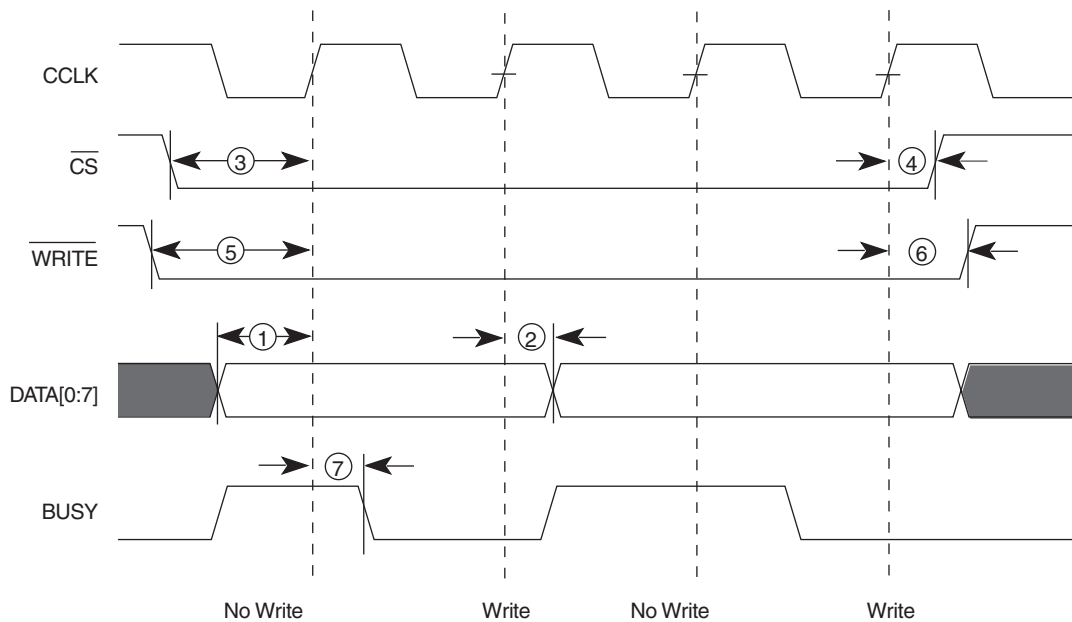 CCLK
CS
3
4
WRITE
5
6
1
2
DATA[0:7]
7
BUSY
No Write Write No Write Write